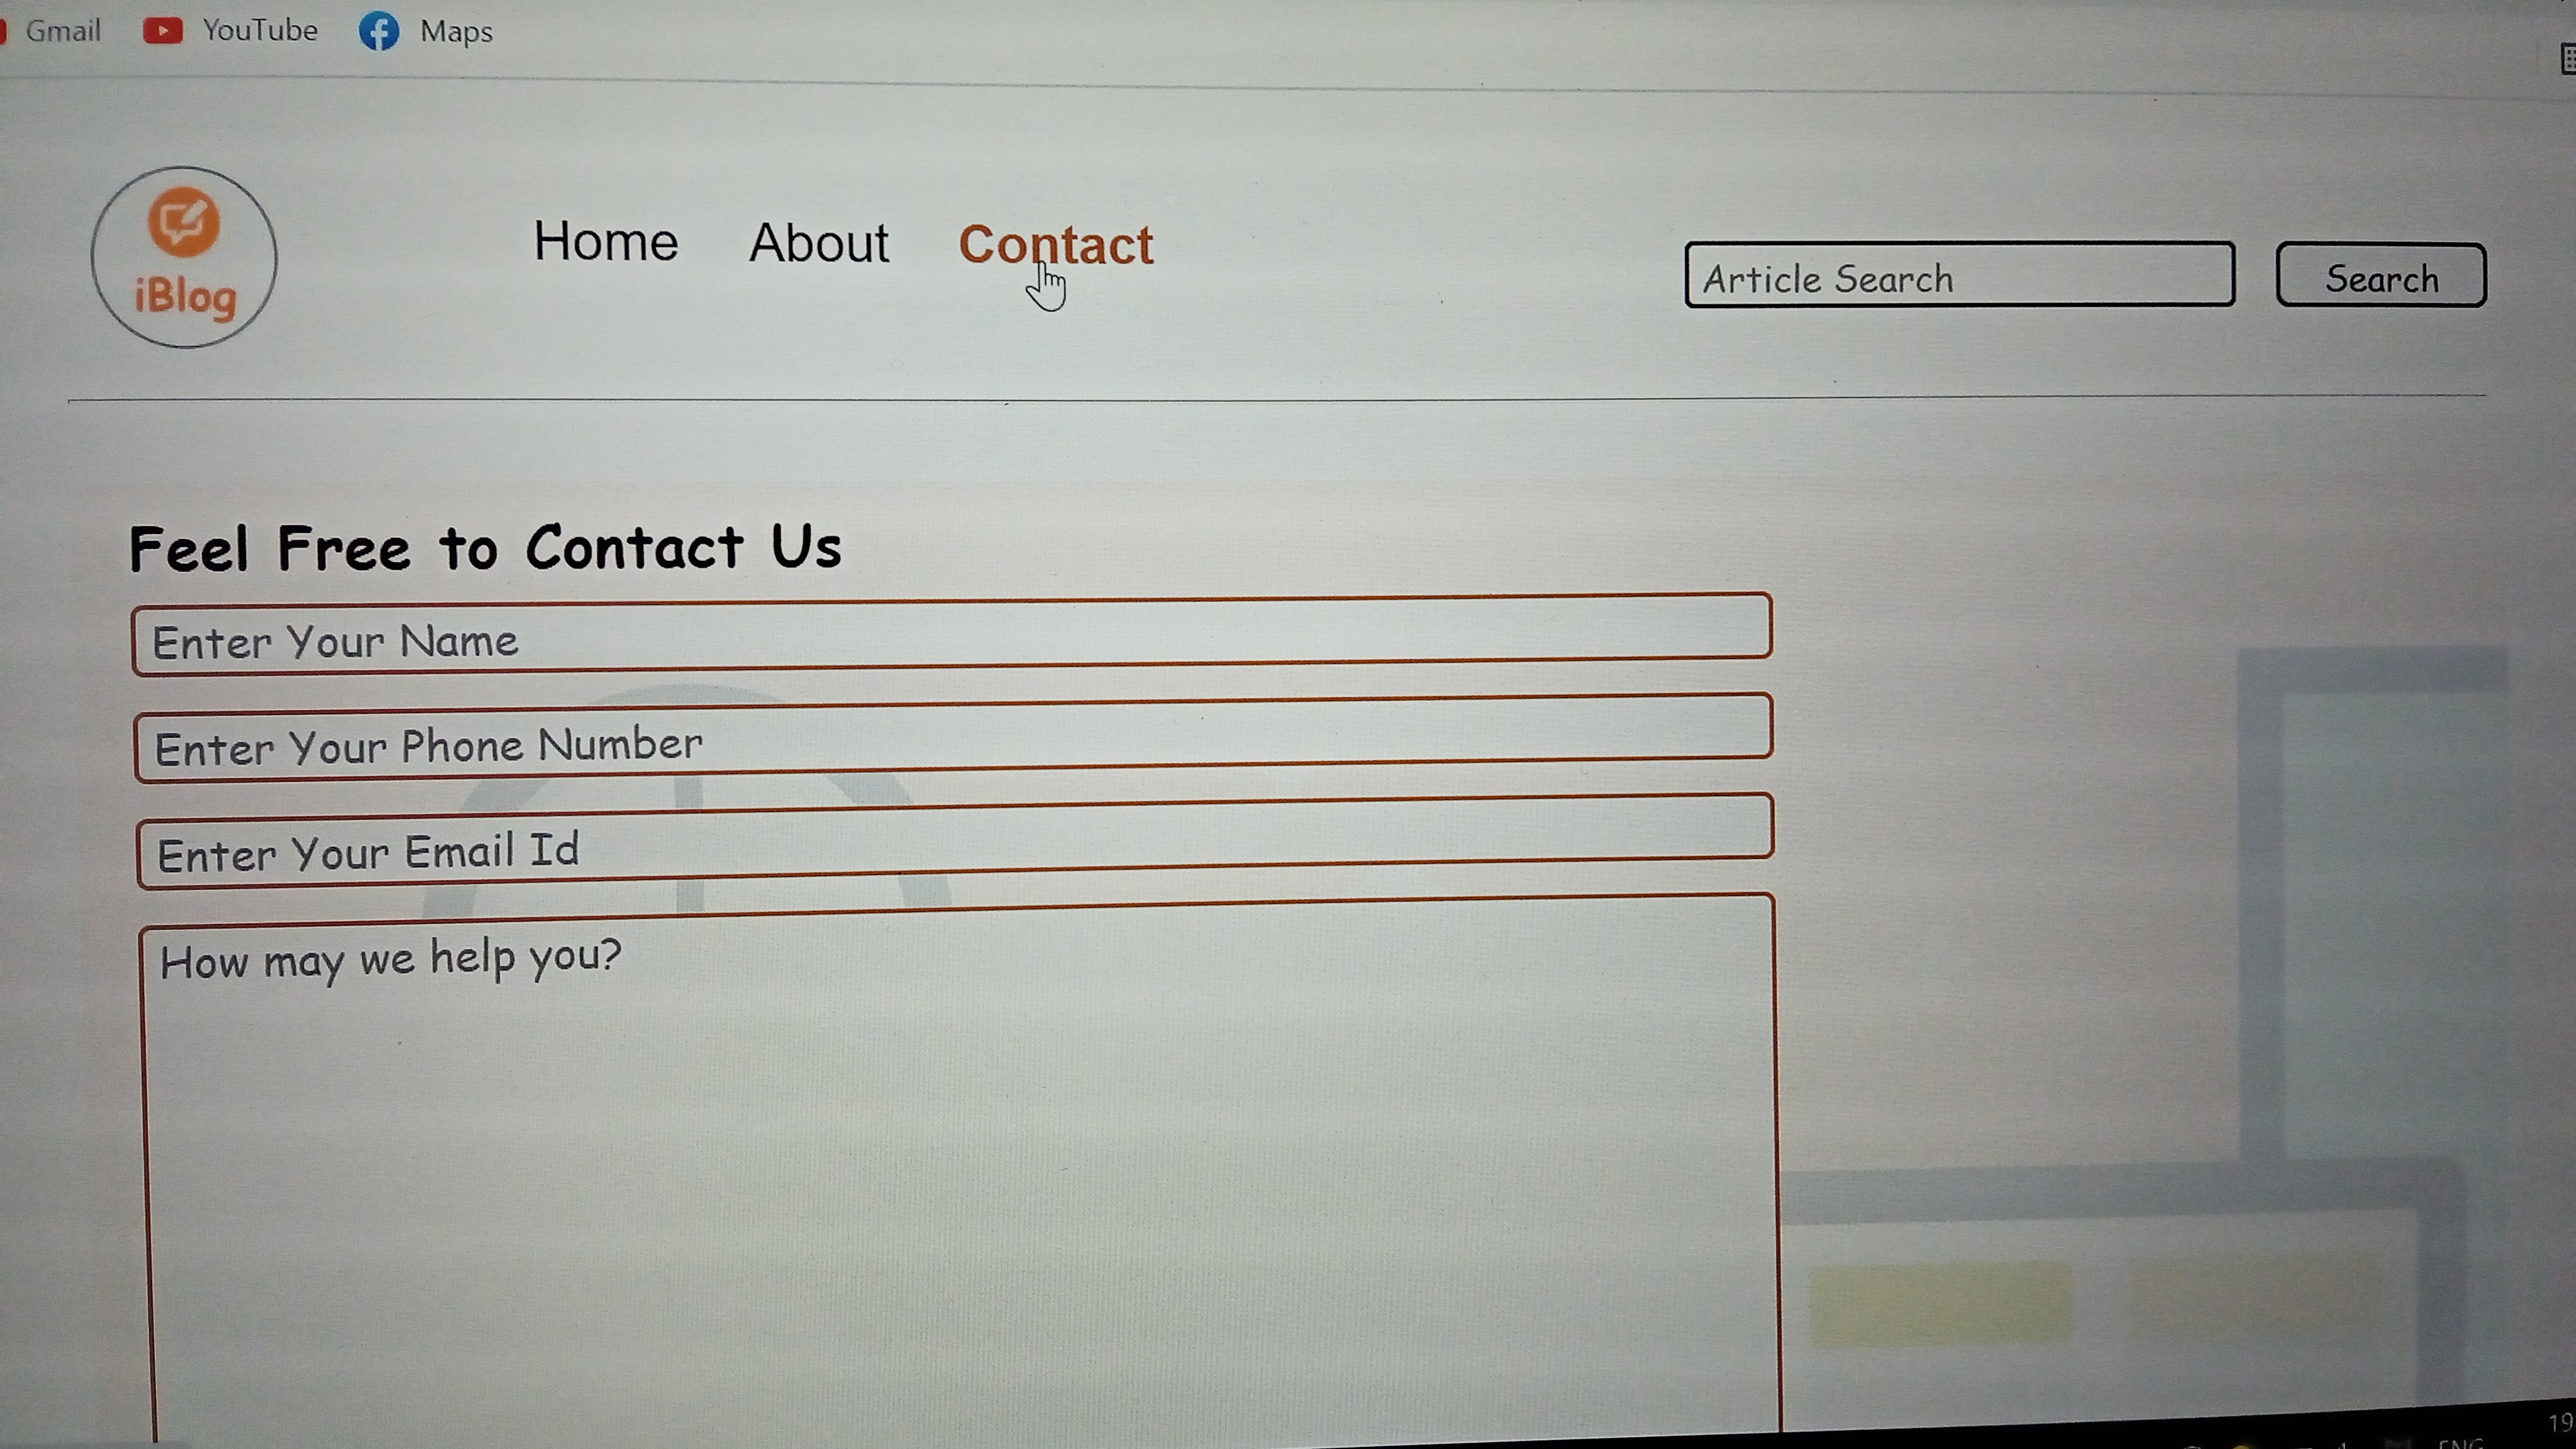 Gmail YouTube Maps
iBlog
Home About Contact
Article Search Search
Feel Free to Contact Us
Enter Your Name
Enter Your Phone Number
Enter Your Email Id
How may we help you?
19